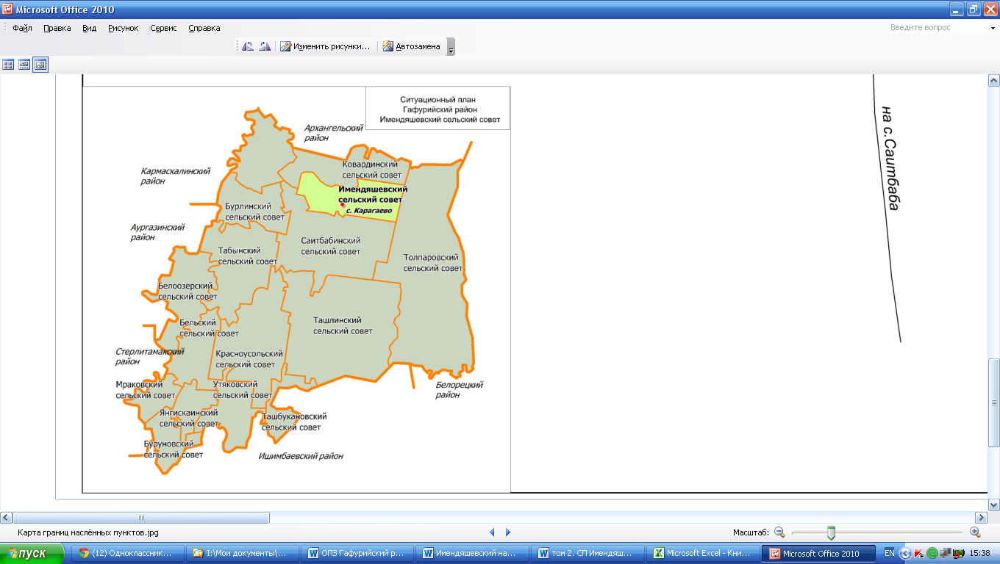 Microsoft Office 2010
Файл Правка Вид Рисунок Сервис Справка
Введите вопрос
Изменить рисунки... Автозамена
Ситуационный план
Гафурийский район
Имендяшевский сельский совет
Архангельский
район
Кармаскалинский
район
Ковардинский
сельский совет
Имендяшевский
сельский совет
с. Карагаево
Бурлинский
сельский совет
Аургазинский
район
Табынский
сельский совет
Саитбабинский
сельский совет
Толпаровский
сельский совет
Белоозерский
сельский совет
Бельский
сельский совет
Ташлинский
сельский совет
Стерлитамакский
район
Красноусольский
сельский совет
Мраковский
сельский совет
Утяковский
сельский совет
Белорецкий
район
Янгискаинский
сельский совет
Ташбукановский
сельский совет
Буруновский
сельский совет
Ишимбаевский район
на с.Саитбаба
Карта границ наслённых пунктов.jpg
Масштаб:
пуск
(12) Одноклассник...
I:\Мои документы\...
ОПЗ Гафурийский р...
Имендяшевский на...
том 2. СП Имендяш...
Microsoft Excel - Кни...
Microsoft Office 2010
EN
15:38